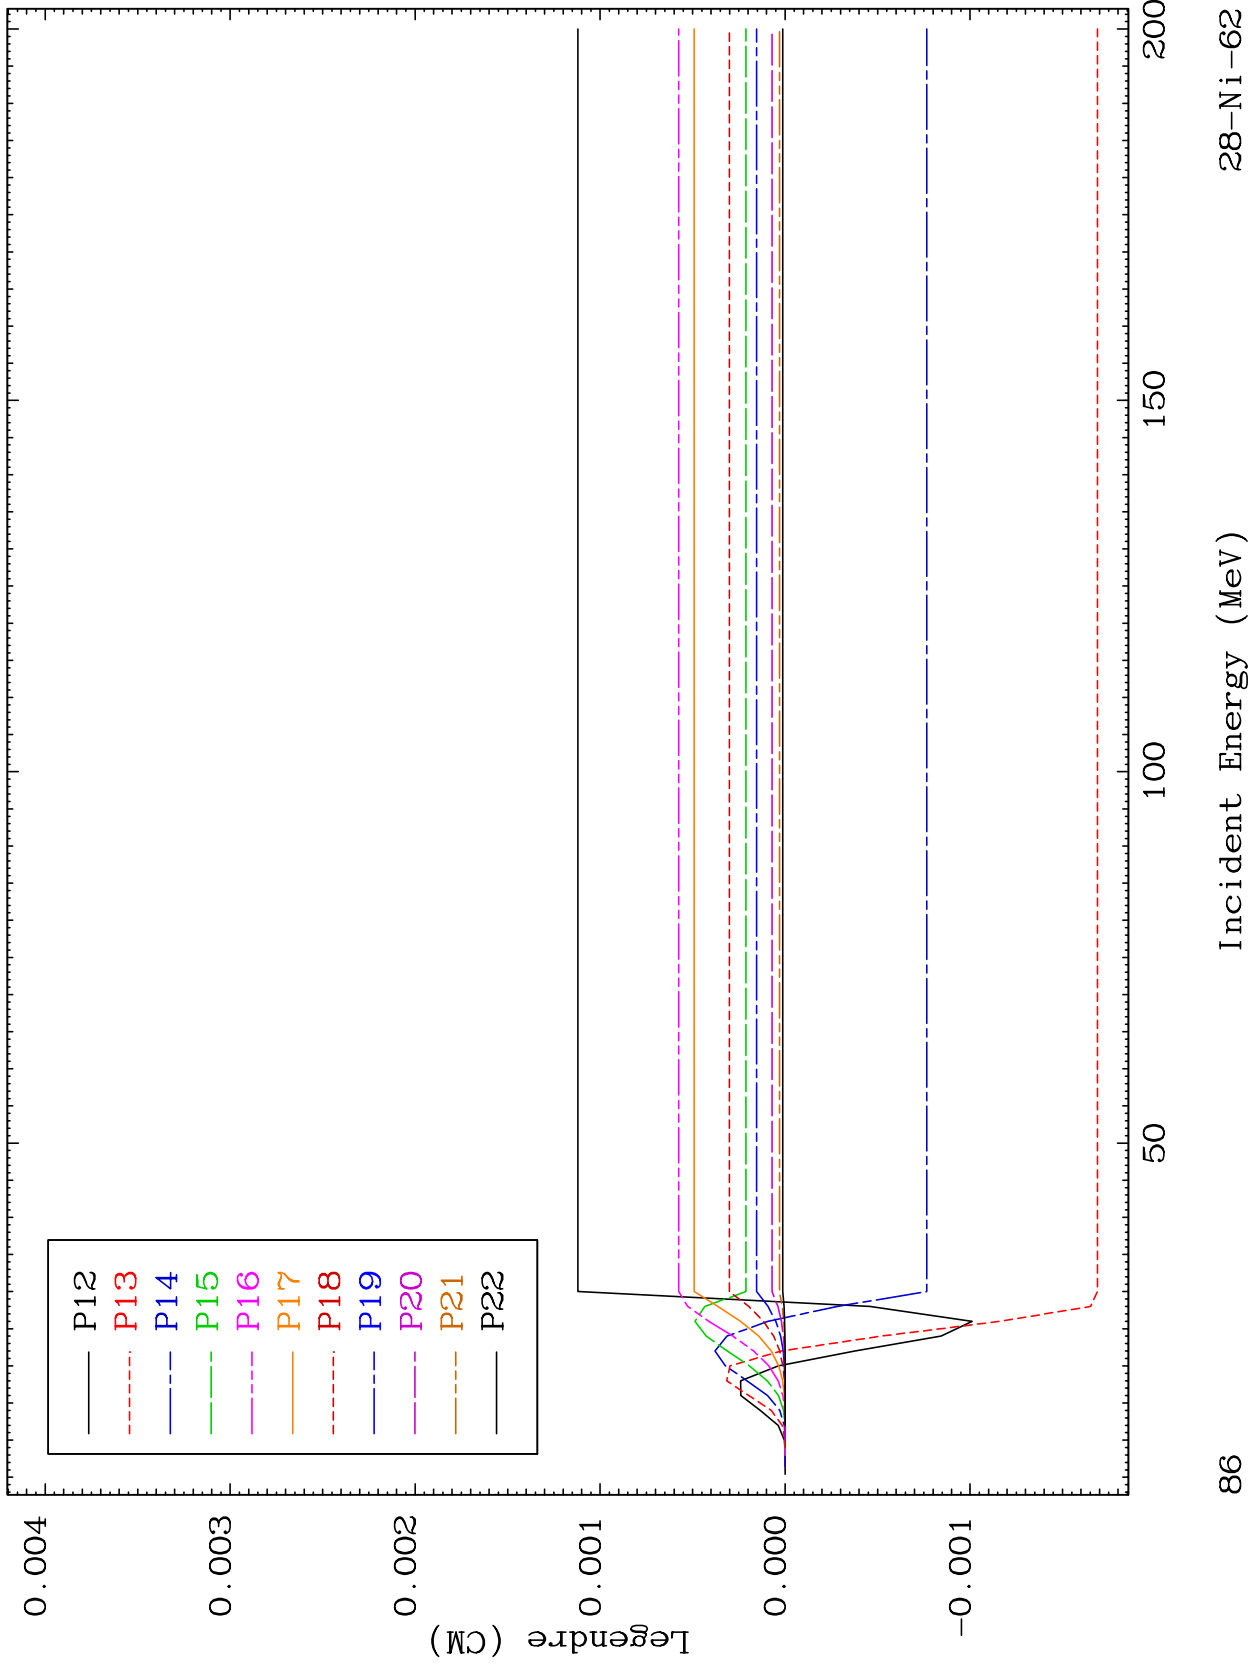 P12
P13
P14
P15
P16
P17
P18
P19
P20
P21
P22
0.004
0.003
0.002
0.001
0.000
-0.001
Legendre (CM)
50
100
150
200
86
Incident Energy (MeV)
28-Ni-62